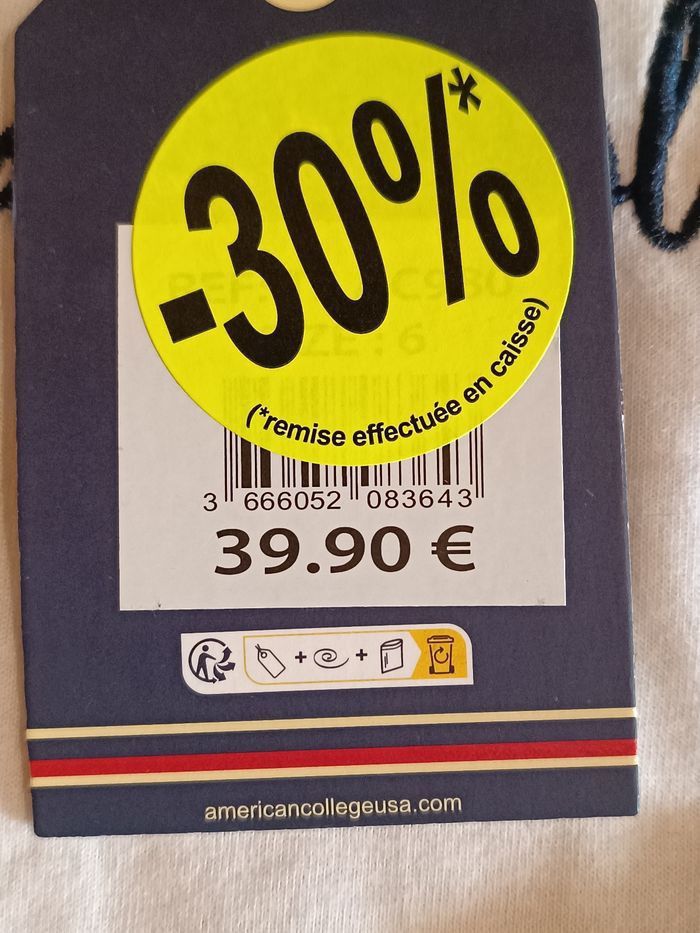 -30%*
(*remise effectuée en caisse)
3 666052 083643
39.90 €
americancollegeusa.com